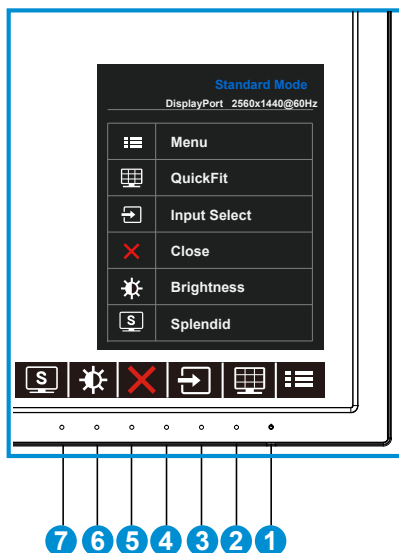 Standard Mode
DisplayPort 2560x1440@60Hz
Menu
QuickFit
Input Select
Close
Brightness
S Splendid
S
7 6 5 4 3 2 1